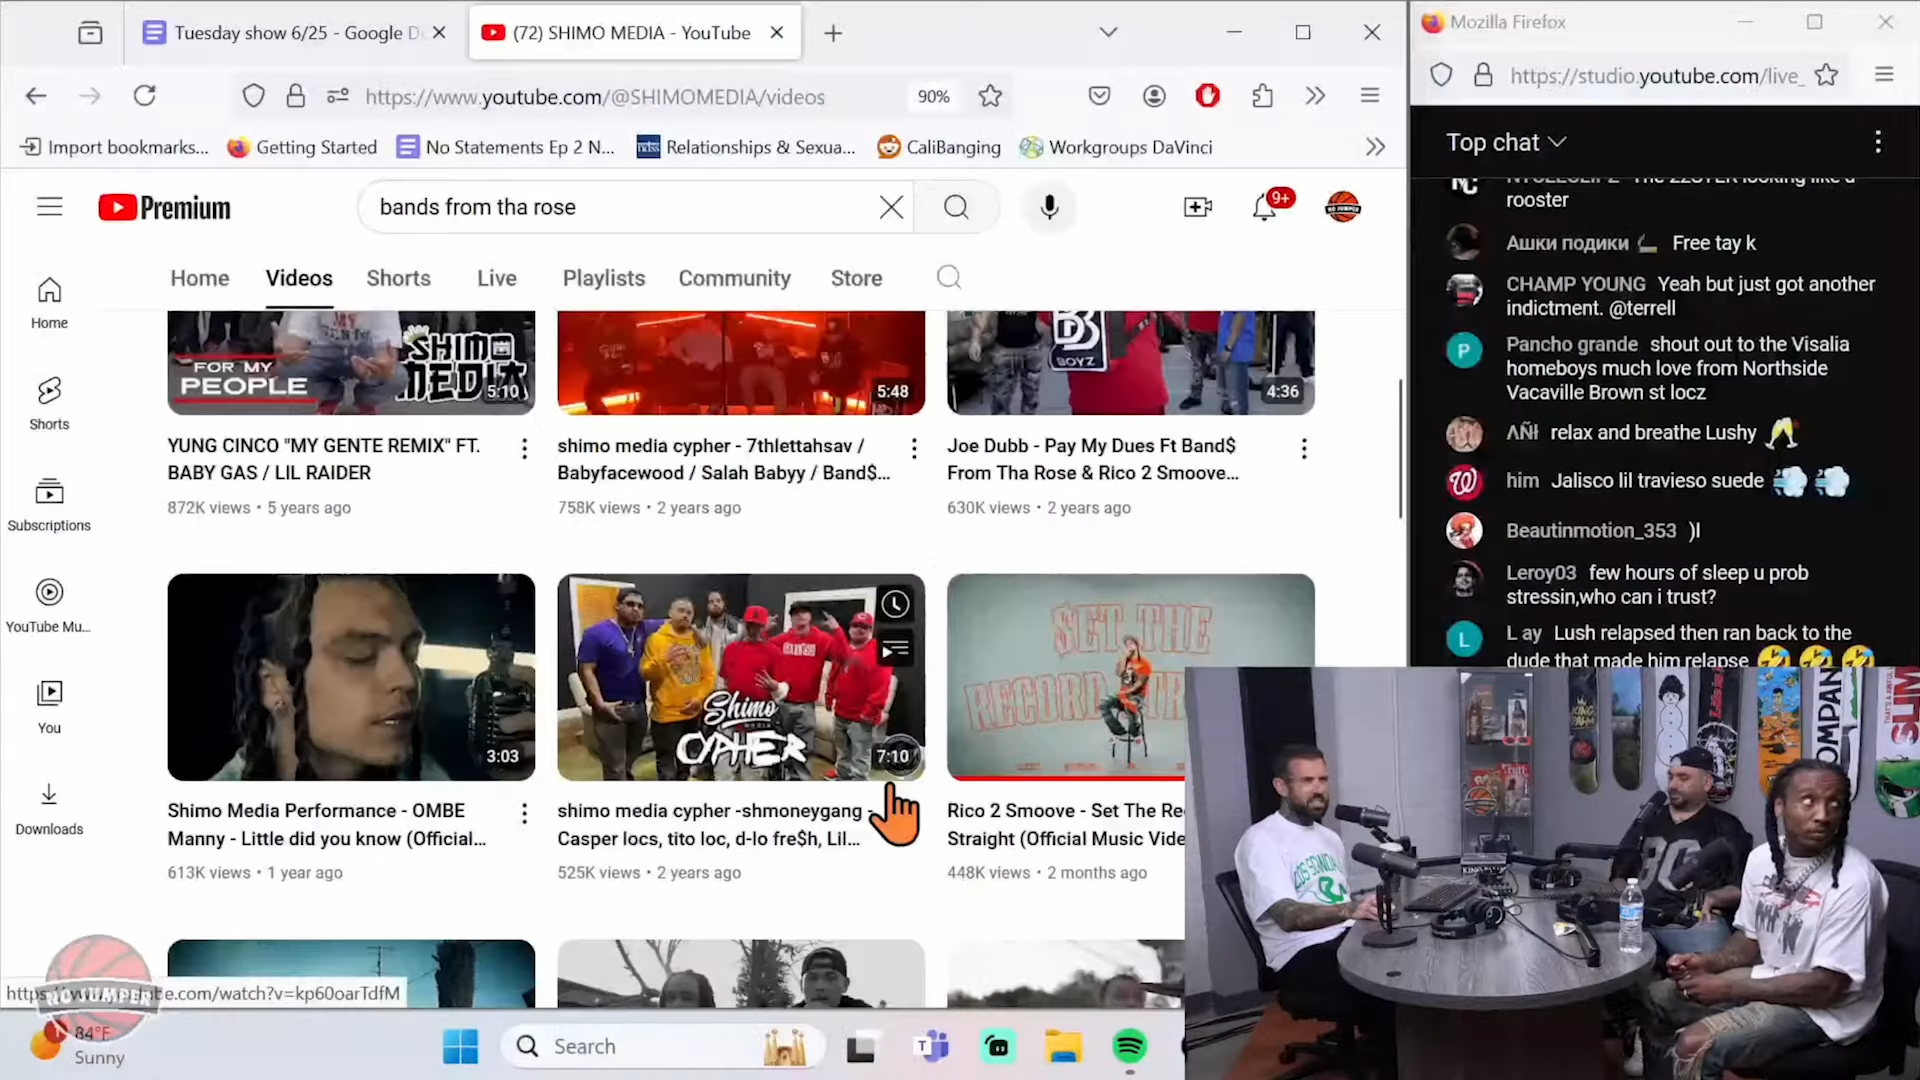 Tuesday show 6/25 - Google D
(72) SHIMO MEDIA - YouTube
https://www.youtube.com/@SHIMOMEDIA/videos
90%
Import bookmarks...
Getting Started
No Statements Ep 2 N...
Relationships & Sexua...
CaliBanging
Workgroups DaVinci
Premium
bands from tha rose
9+
Home
Videos
Shorts
Live
Playlists
Community
Store
Home
Shorts
Subscriptions
YouTube Mu...
You
Downloads
FOR MY
PEOPLE
SHIMO
MEDIA
5:10
5:48
BOYZ
4:36
YUNG CINCO "MY GENTE REMIX" FT.
BABY GAS / LIL RAIDER
872K views • 5 years ago
shimo media cypher - 7thlettahsav /
Babyfacewood / Salah Babyy / Band$...
758K views • 2 years ago
Joe Dubb - Pay My Dues Ft Band$
From Tha Rose & Rico 2 Smoove...
630K views • 2 years ago
3:03
Shimo
CYPHER
7:10
SET THE
Shimo Media Performance - OMBE
Manny - Little did you know (Official...
613K views • 1 year ago
shimo media cypher -shmoneygang -
Casper locs, tito loc, d-lo fre$h, Lil...
525K views • 2 years ago
Rico 2 Smoove - Set The Re
Straight (Official Music Vide
448K views • 2 months ago
be.com/watch?v=kp60oarTdfM
NO JUMPER
84°F
Sunny
Search
Mozilla Firefox
https://studio.youtube.com/live_
Top chat
rooster
Ашки подики Free tay k
CHAMP YOUNG Yeah but just got another
indictment. @terrell
Pancho grande shout out to the Visalia
homeboys much love from Northside
Vacaville Brown st locz
ΛÑł relax and breathe Lushy
him Jalisco lil travieso suede
Beautinmotion_353 )l
Leroy03 few hours of sleep u prob
stressin,who can i trust?
L ay Lush relapsed then ran back to the
dude that made him relapse